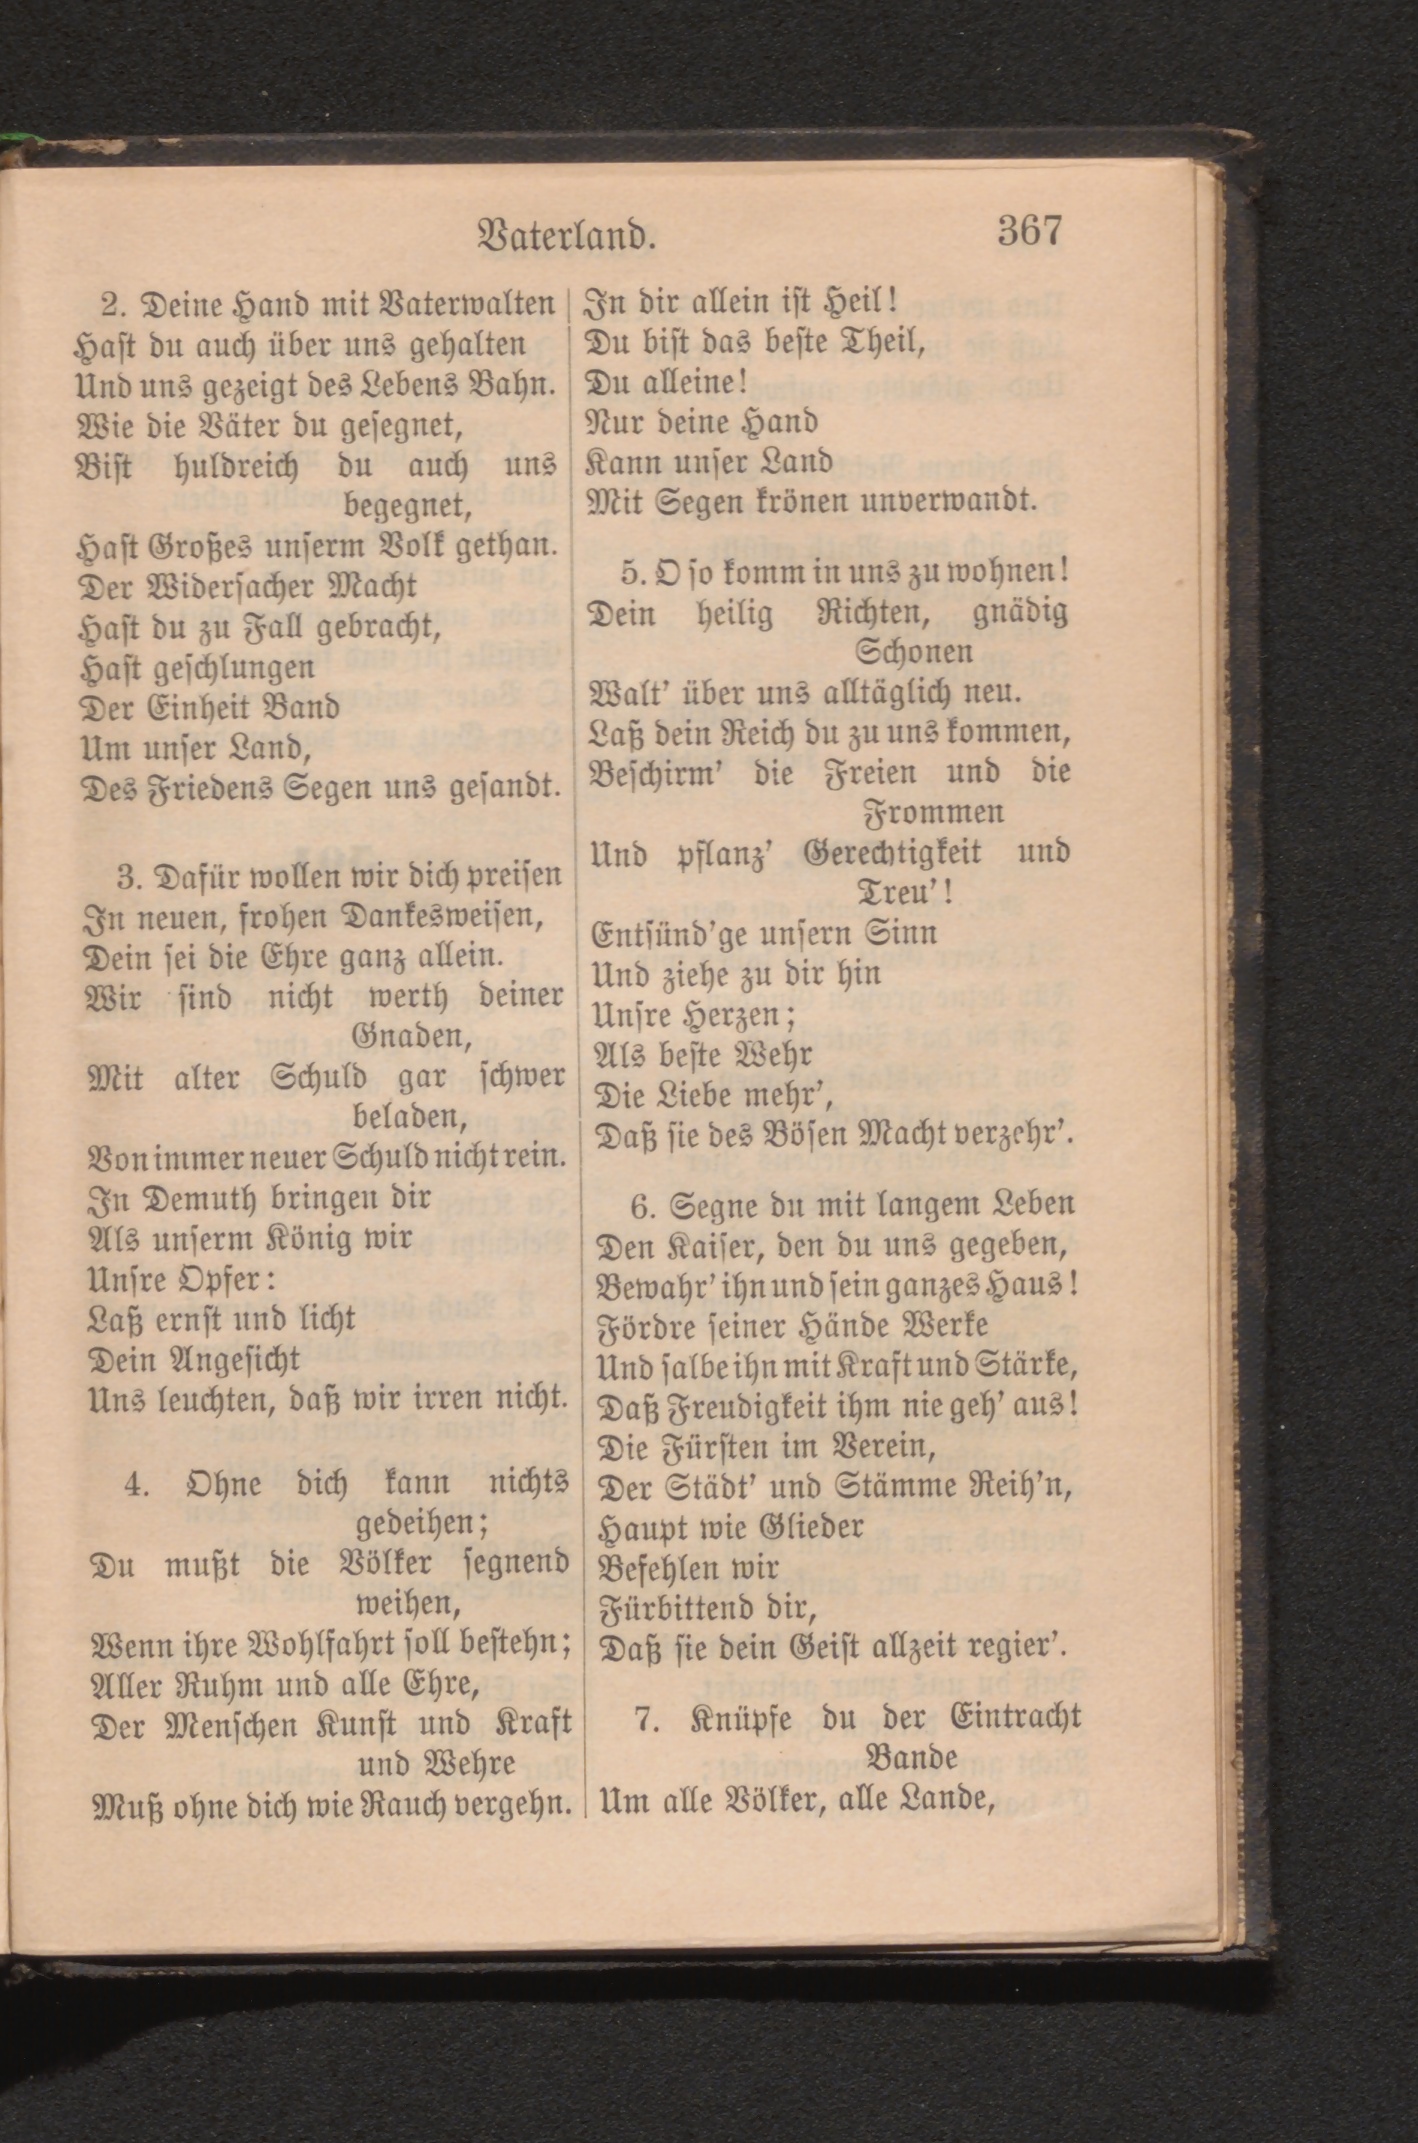 Vaterland.
367
2. Deine Hand mit Vaterwalten
Hast du auch über uns gehalten
Und uns gezeigt des Lebens Bahn.
Wie die Väter du gesegnet,
Bist huldreich du auch uns
begegnet,
Hast Großes unserm Volk gethan.
Der Widersacher Macht
Hast du zu Fall gebracht,
Hast geschlungen
Der Einheit Band
Um unser Land,
Des Friedens Segen uns gesandt.
3. Dafür wollen wir dich preisen
In neuen, frohen Dankesweisen,
Dein sei die Ehre ganz allein.
Wir sind nicht werth deiner
Gnaden,
Mit alter Schuld gar schwer
beladen,
Von immer neuer Schuld nicht rein.
In Demuth bringen dir
Als unserm König wir
Unsre Opfer:
Laß ernst und licht
Dein Angesicht
Uns leuchten, daß wir irren nicht.
4. Ohne dich kann nichts
gedeihen;
Du mußt die Völker segnend
weihen,
Wenn ihre Wohlfahrt soll bestehn;
Aller Ruhm und alle Ehre,
Der Menschen Kunst und Kraft
und Wehre
Muß ohne dich wie Rauch vergehn.
In dir allein ist Heil!
Du bist das beste Theil,
Du alleine!
Nur deine Hand
Kann unser Land
Mit Segen krönen unverwandt.
5. O so komm in uns zu wohnen!
Dein heilig Richten, gnädig
Schonen
Walt' über uns alltäglich neu.
Laß dein Reich du zu uns kommen,
Beschirm' die Freien und die
Frommen
Und pflanz' Gerechtigkeit und
Treu'!
Entsünd'ge unsern Sinn
Und ziehe zu dir hin
Unsre Herzen;
Als beste Wehr
Die Liebe mehr',
Daß sie des Bösen Macht verzehr'.
6. Segne du mit langem Leben
Den Kaiser, den du uns gegeben,
Bewahr' ihn und sein ganzes Haus!
Fördre seiner Hände Werke
Und salbe ihn mit Kraft und Stärke,
Daß Freudigkeit ihm nie geh' aus!
Die Fürsten im Verein,
Der Städt' und Stämme Reih'n,
Haupt wie Glieder
Befehlen wir
Fürbittend dir,
Daß sie dein Geist allzeit regier'.
7. Knüpfe du der Eintracht
Bande
Um alle Völker, alle Lande,